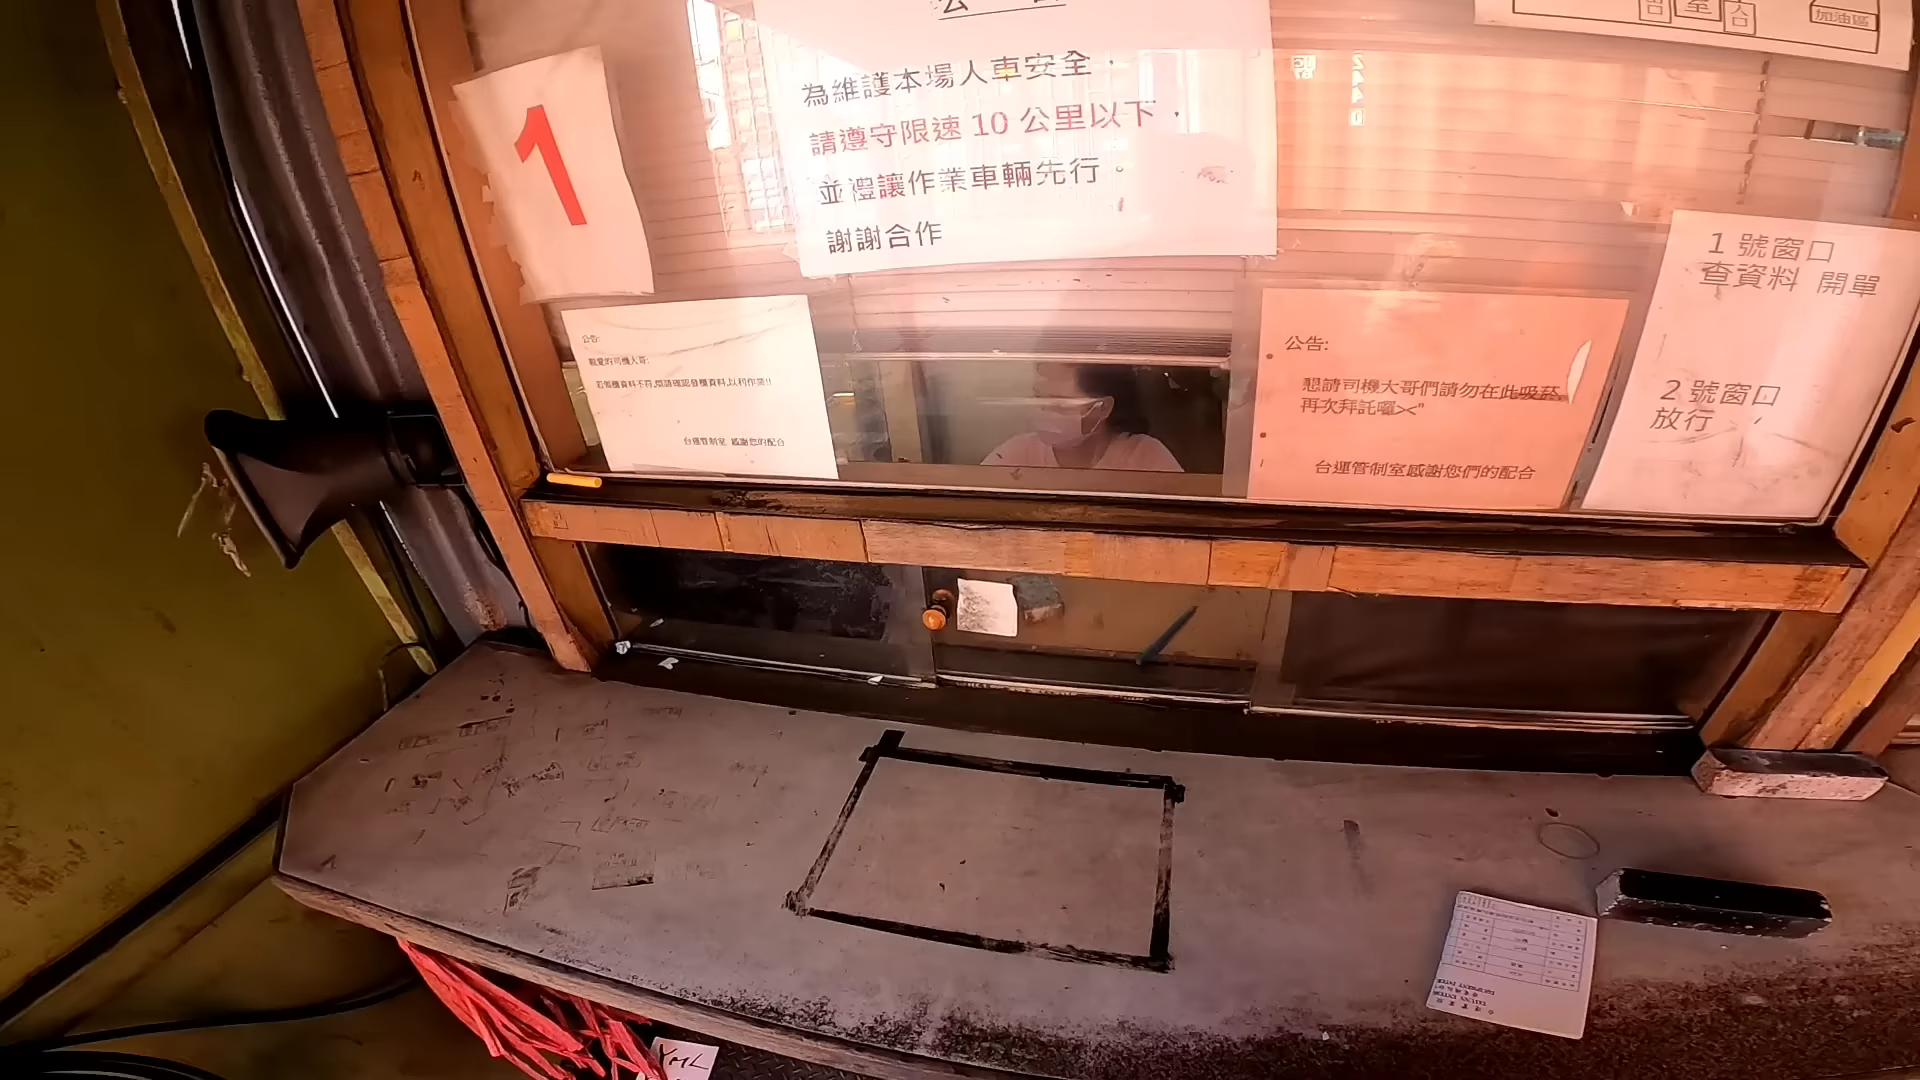 公 告
為維護本場人車安全，
請遵守限速 10 公里以下，
並禮讓作業車輛先行。
謝謝合作
加油區
1
公告:
親愛的司機大哥:
台運管制室 感謝您的配合
公告:
懇請司機大哥們請勿在此吸菸
再次拜託囉><"
台運管制室感謝您們的配合
1 號窗口
查資料 開單
2 號窗口
放行
YML